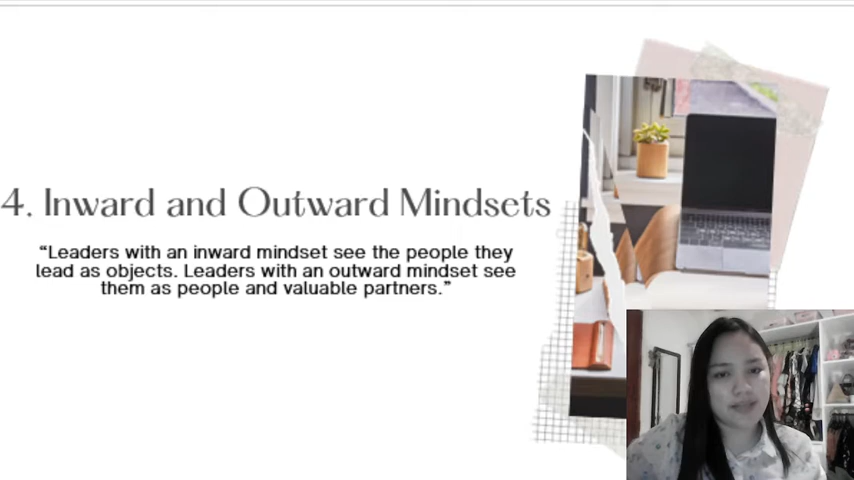 4. Inward and Outward Mindsets
“Leaders with an inward mindset see the people they
lead as objects. Leaders with an outward mindset see
them as people and valuable partners.”